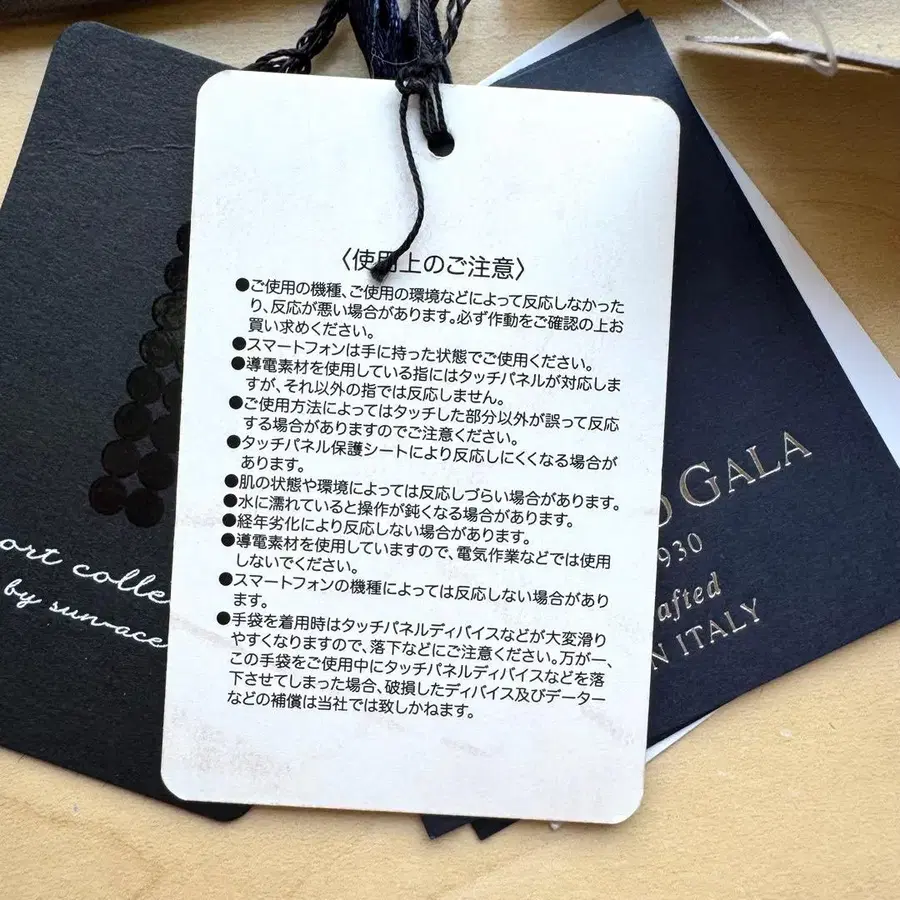 〈使用上のご注意〉
●ご使用の機種、ご使用の環境などによって反応しなかった
り、反応が悪い場合があります。必ず作動をご確認の上お
買い求めください。
●スマートフォンは手に持った状態でご使用ください。
●導電素材を使用している指にはタッチパネルが対応しま
すが、それ以外の指では反応しません。
●ご使用方法によってはタッチした部分以外が誤って反応
する場合がありますのでご注意ください。
●タッチパネル保護シートにより反応しにくくなる場合が
あります。
●肌の状態や環境によっては反応しづらい場合があります。
●水に濡れていると操作が鈍くなる場合があります。
●経年劣化により反応しない場合があります。
●導電素材を使用していますので、電気作業などでは使用
しないでください。
●スマートフォンの機種によっては反応しない場合があり
ます。
●手袋を着用時はタッチパネルディバイスなどが大変滑り
やすくなりますので、落下などにご注意ください。万が一、
この手袋をご使用中にタッチパネルディバイスなどを落
下させてしまった場合、破損したディバイス及びデーター
などの補償は当社では致しかねます。
ort colle
by sunace
GALA
930
afted
N ITALY